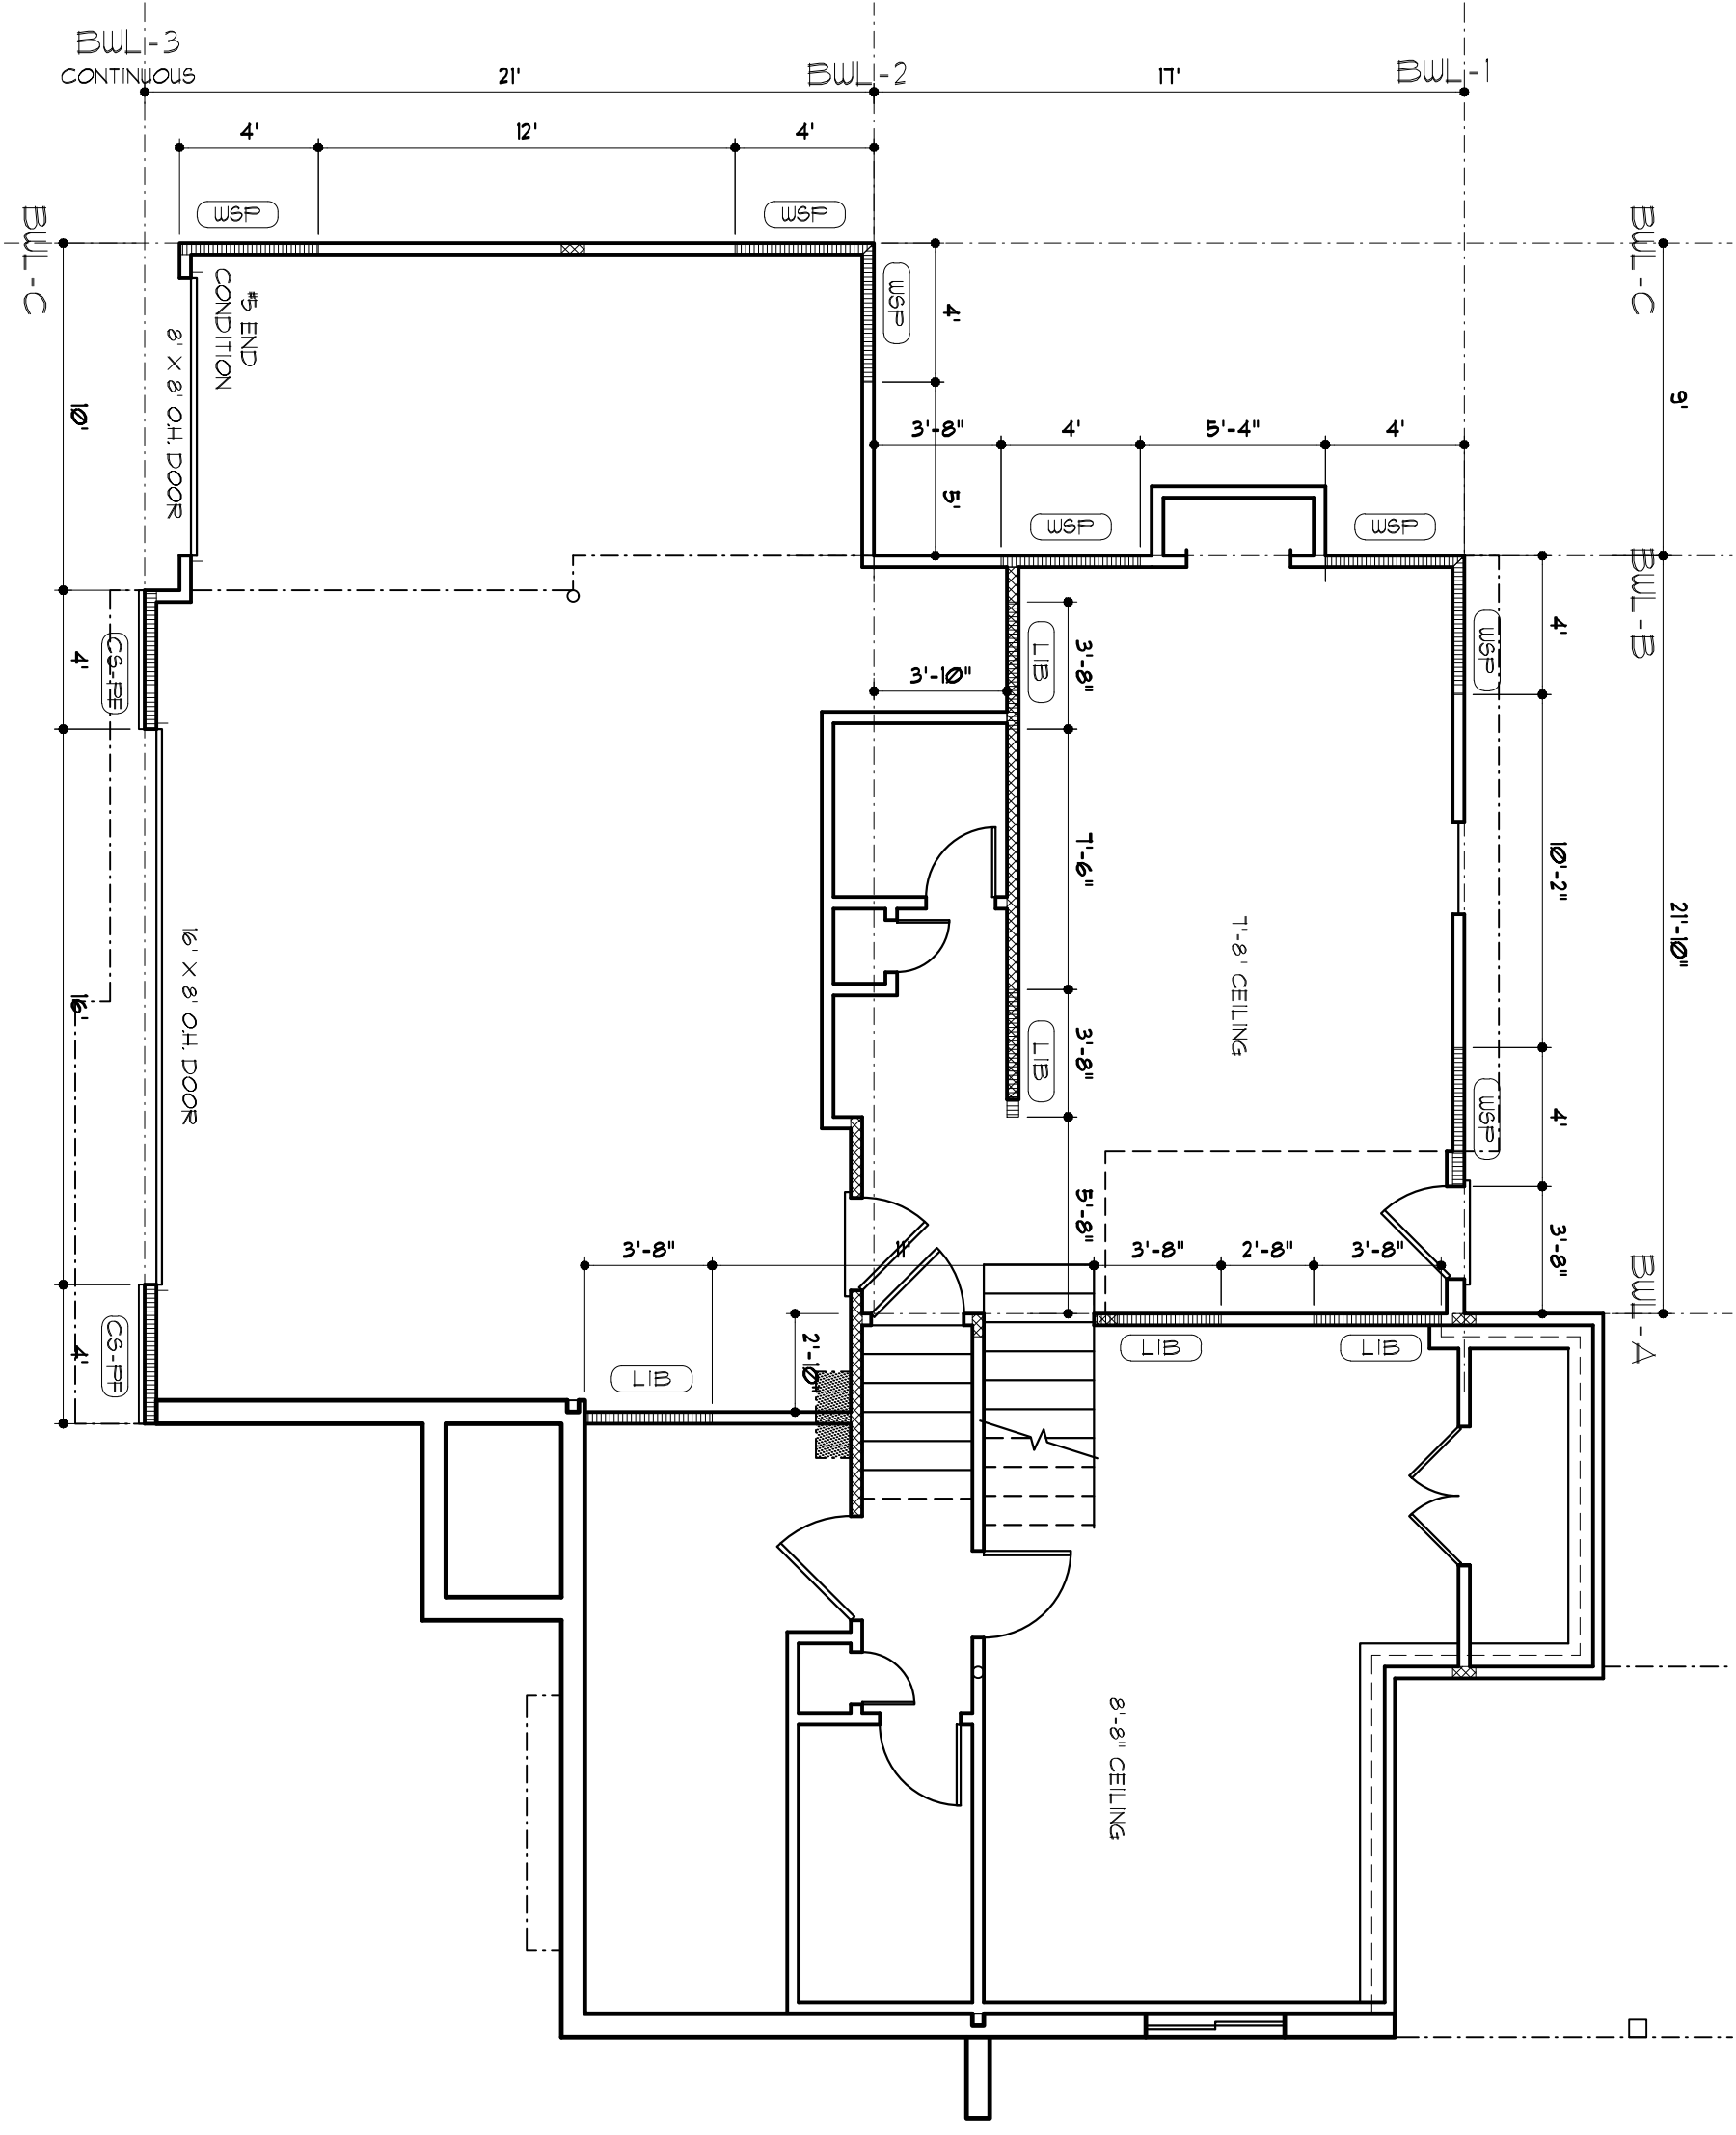 BWL-3
CONTINUOUS
21'
BWL-2
17'
BWL-1
4'
12'
4'
WSP
WSP
BWL-C
BWL-C
#5 END
CONDITION
8' X 8' O.H. DOOR
WSP
4'
9'
10'
3'-8"
4'
5'-4"
4'
5'
WSP
WSP
BWL-B
4'
CS-PF
LIB
3'-8"
WSP
4'
3'-10"
7'-6"
10'-2"
21'-10"
7'-8" CEILING
16'
16' X 8' O.H. DOOR
LIB
3'-8"
WSP
4'
5'-8"
3'-8"
3'-8"
11'
3'-8"
2'-8"
3'-8"
BWL-A
4'
CS-PF
LIB
2'-10"
LIB
LIB
8'-8" CEILING